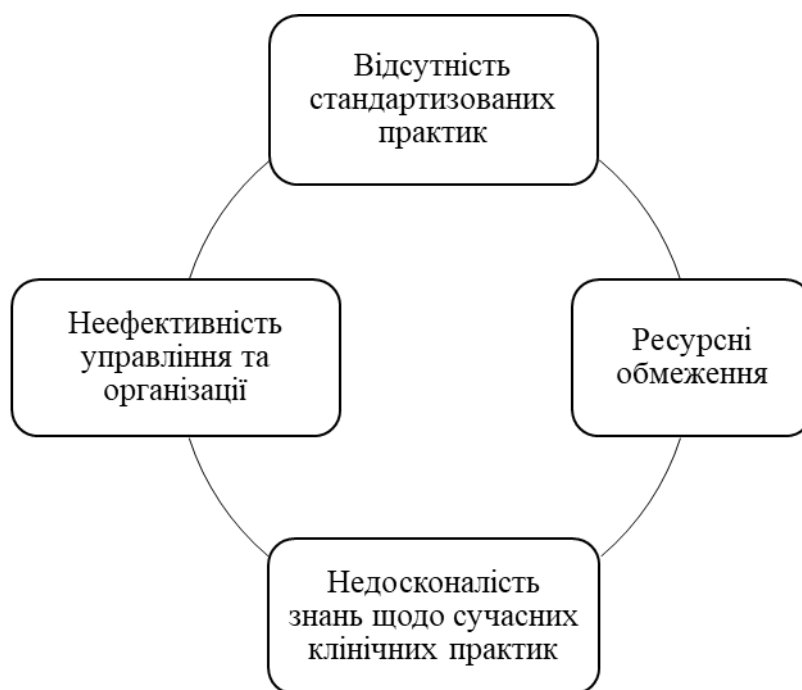 Відсутність
стандартизованих
практик
Неефективність
управління та
організації
Ресурсні
обмеження
Недосконалість
знань щодо сучасних
клінічних практик